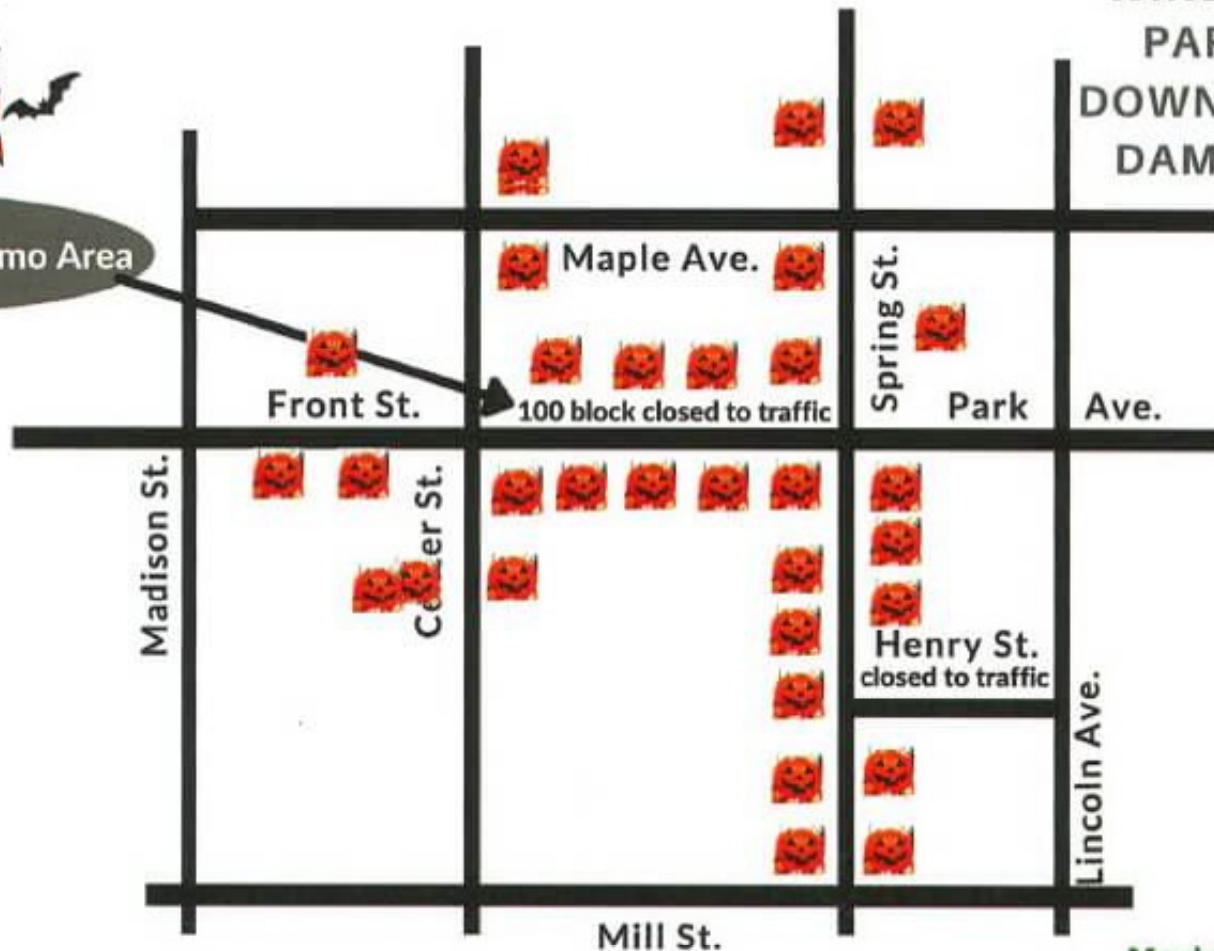 PAR
DOWN
DAM
mo Area
Maple Ave.
Spring St.
Front St.
100 block closed to traffic
Park Ave.
Madison St.
Henry St.
closed to traffic
Lincoln Ave.
Mill St.